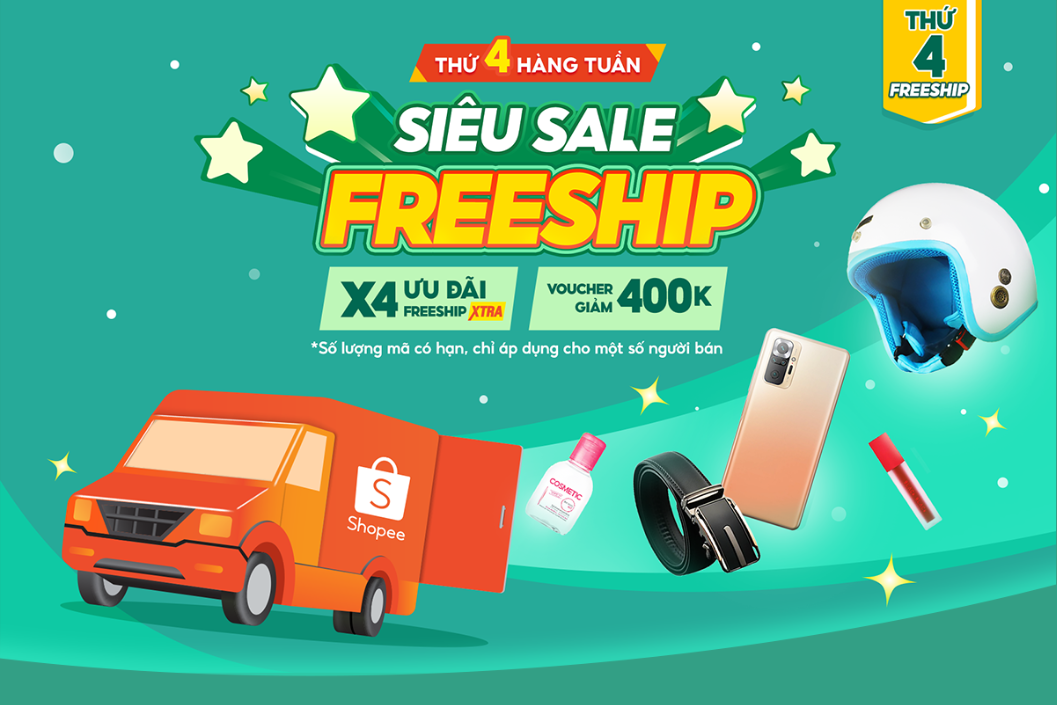 THỨ 4 HÀNG TUẦN
THỨ
4
FREESHIP
SIÊU SALE
FREESHIP
X4 ƯU ĐÃI
FREESHIP XTRA
VOUCHER
GIẢM 400K
*Số lượng mã có hạn, chỉ áp dụng cho một số người bán
S
Shopee
COSMETIC